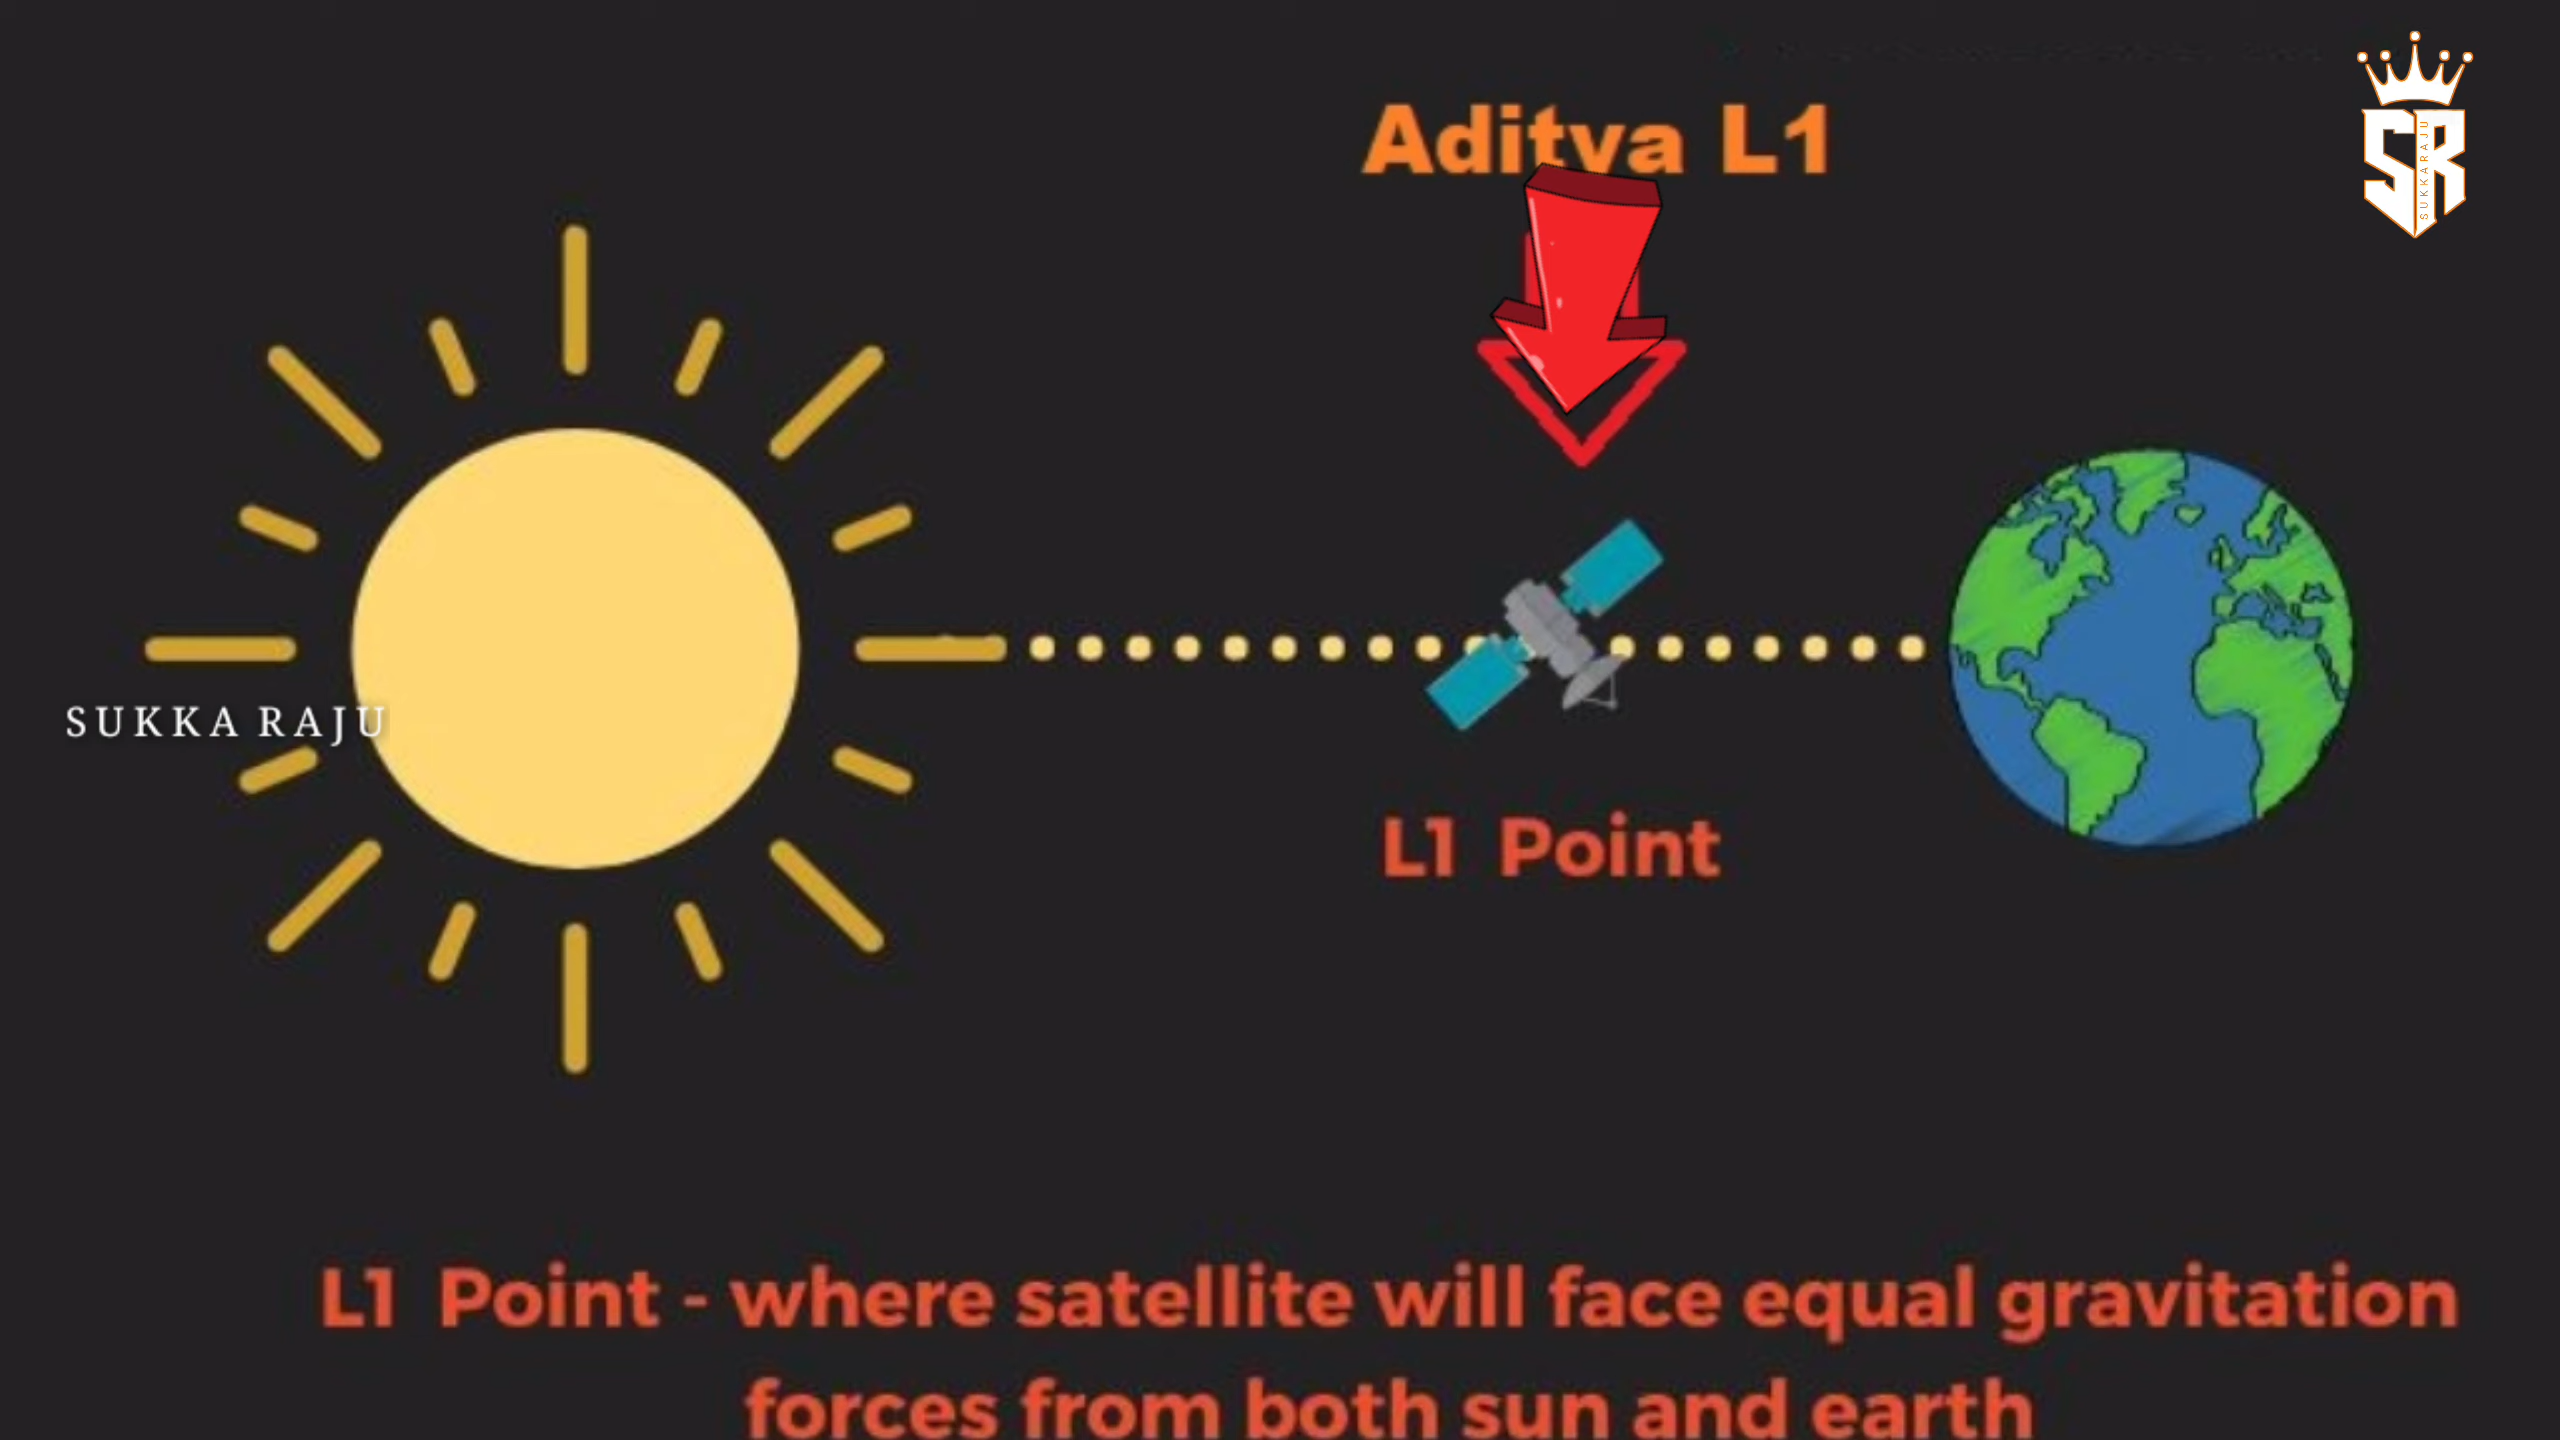 Aditya L1
SUKKARAJU
SUKKA RAJU
L1 Point
L1 Point - where satellite will face equal gravitation
forces from both sun and earth